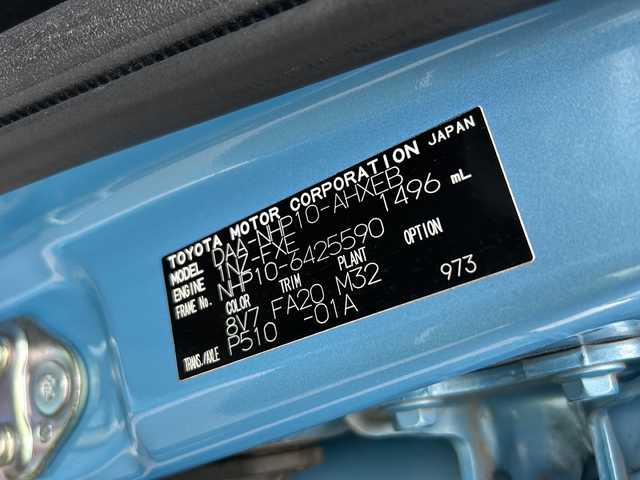 TOYOTA MOTOR CORPORATION JAPAN
MODEL DAA-NHP10-AHXEB
ENGINE 1NZ-FXE 1496 mL
FRAME No. NHP10-6425590
COLOR TRIM PLANT OPTION
8V7 FA20 M32
TRANS./AXLE P510 -01A 973